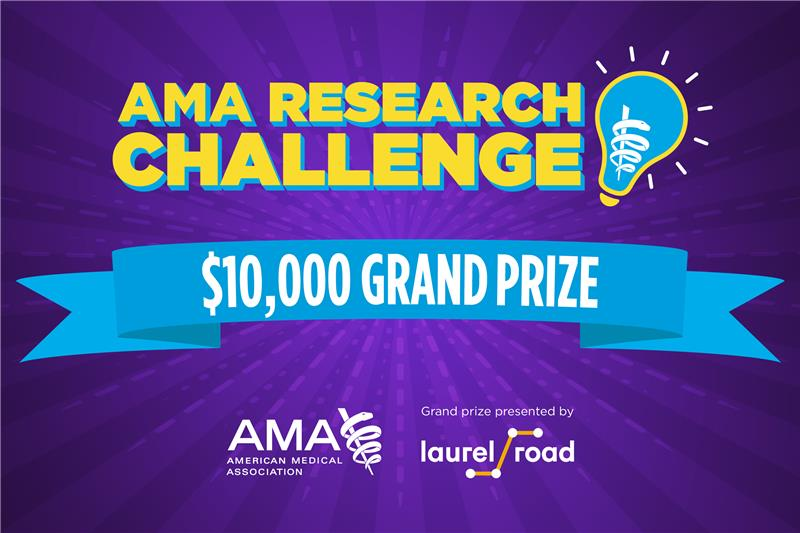 AMA RESEARCH
CHALLENGE
$10,000 GRAND PRIZE
AMA
AMERICAN MEDICAL
ASSOCIATION
Grand prize presented by
laurel road